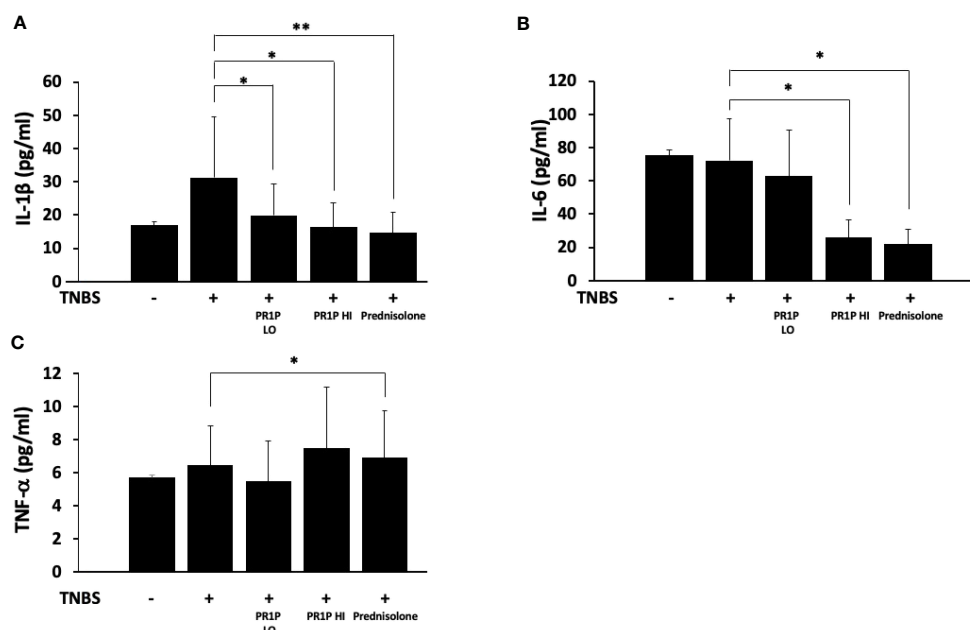 A
**
*
*
IL-1β (pg/ml)
60
50
40
30
20
10
0
TNBS - + + + +
PR1P LO PR1P HI Prednisolone
B
*
*
IL-6 (pg/ml)
120
100
80
60
40
20
0
TNBS - + + + +
PR1P LO PR1P HI Prednisolone
C
*
TNF-α (pg/ml)
12
10
8
6
4
2
0
TNBS - + + + +
PR1P LO PR1P HI Prednisolone